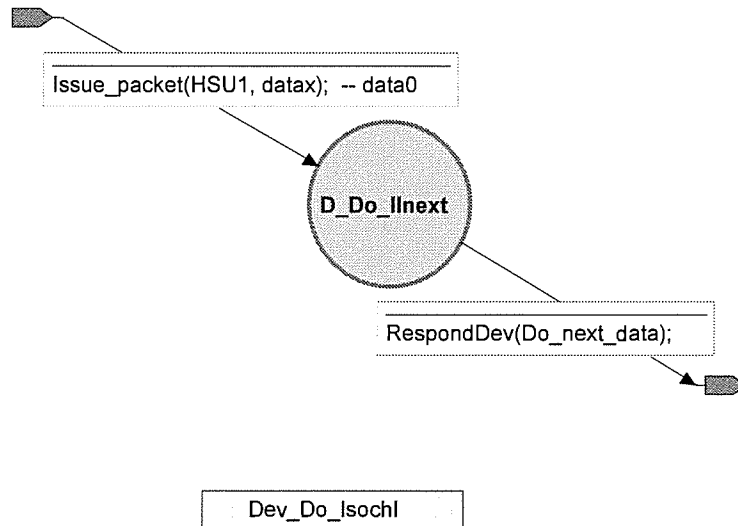 Issue_packet(HSU1, datax); -- data0
D_Do_IInext
RespondDev(Do_next_data);
Dev_Do_IsochI